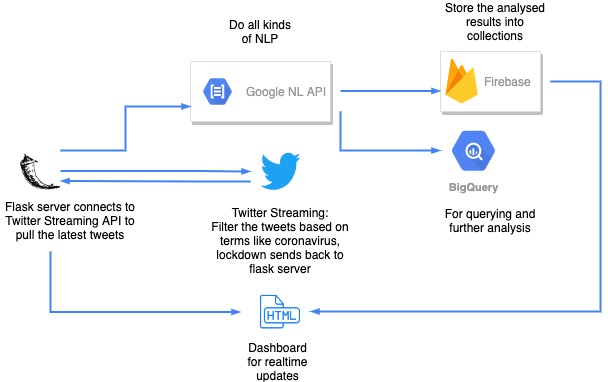 Do all kinds
of NLP
Store the analysed
results into
collections
Google NL API
Firebase
BigQuery
For querying and
further analysis
Flask server connects to
Twitter Streaming API to
pull the latest tweets
Twitter Streaming:
Filter the tweets based on
terms like coronavirus,
lockdown sends back to
flask server
HTML
Dashboard
for realtime
updates